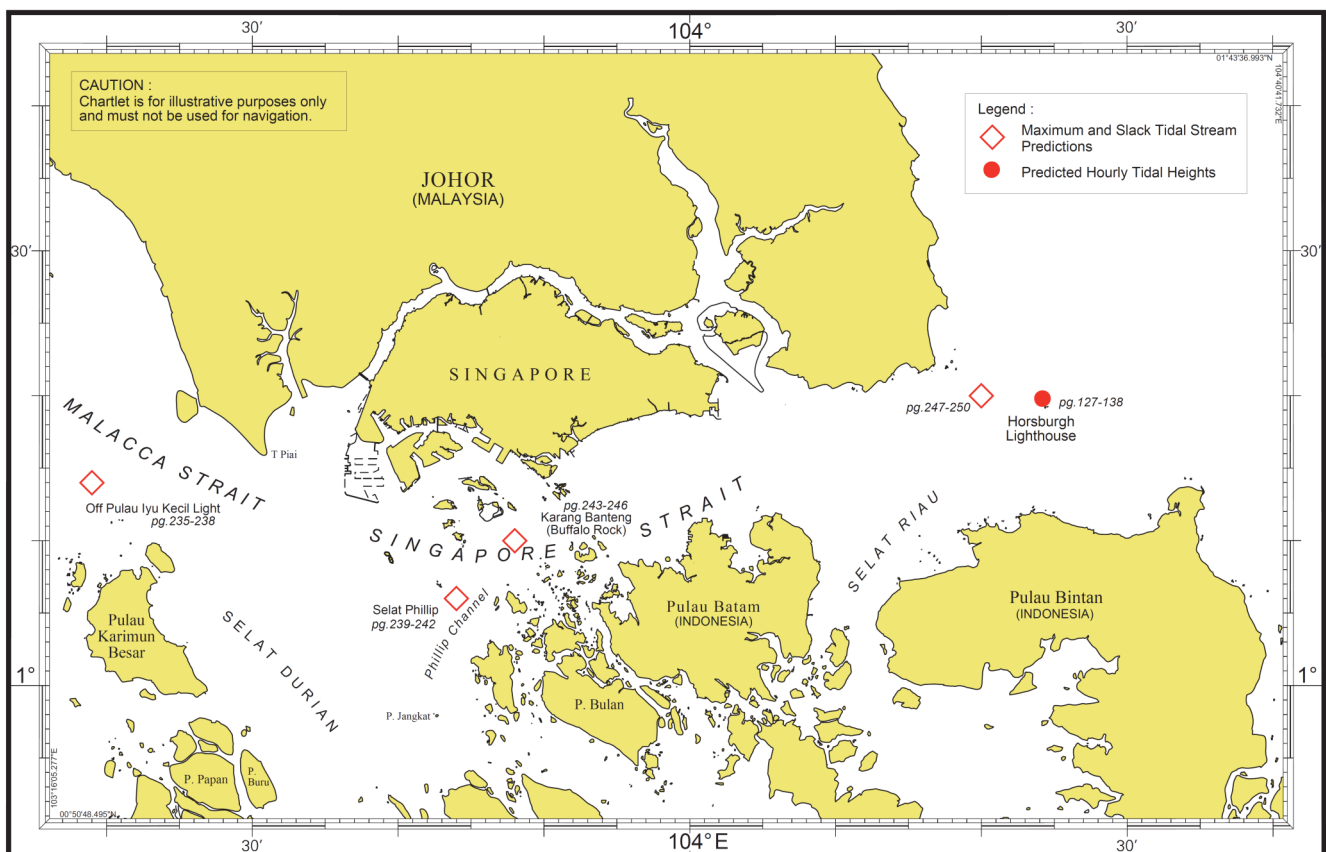 30'
104°
30'
01°43'36.993"N
104°40'41.732"E
CAUTION :
Chartlet is for illustrative purposes only
and must not be used for navigation.
Legend :
Maximum and Slack Tidal Stream
Predictions
Predicted Hourly Tidal Heights
JOHOR
(MALAYSIA)
30'
30'
SINGAPORE
pg.247-250
pg.127-138
Horsburgh
Lighthouse
MALACCA STRAIT
T Piai
Off Pulau Iyu Kecil Light
pg.235-238
pg.243-246
Karang Banteng
(Buffalo Rock)
SINGAPORE STRAIT
SELAT RIAU
Selat Phillip
pg.239-242
Phillip Channel
Pulau
Karimun
Besar
SELAT DURIAN
Pulau Batam
(INDONESIA)
Pulau Bintan
(INDONESIA)
1°
1°
P. Jangkat
P. Bulan
P. Papan
P.
Buru
103°16'05.277"E
00°50'48.495"N
30'
104°E
30'